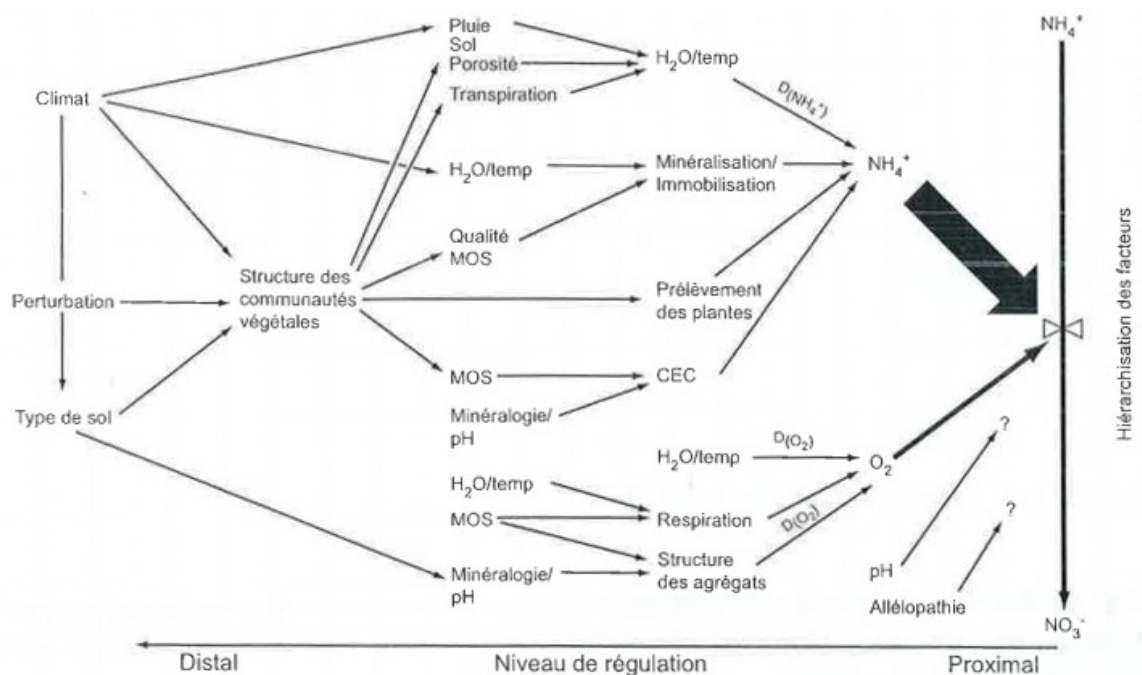 NH₄⁺
Pluie
Sol
Porosité
Transpiration
H₂O/temp
D(NH₄⁺)
Climat
H₂O/temp
Minéralisation/
Immobilisation
NH₄⁺
Qualité
MOS
Structure des
communautés
végétales
Perturbation
Prélèvement
des plantes
Hiérarchisation des facteurs
MOS
CEC
Type de sol
Minéralogie/
pH
H₂O/temp
D(O₂)
O₂
?
H₂O/temp
MOS
Respiration
D(O₂)
?
Structure
des agrégats
Minéralogie/
pH
pH
Allélopathie
NO₃⁻
Distal
Niveau de régulation
Proximal